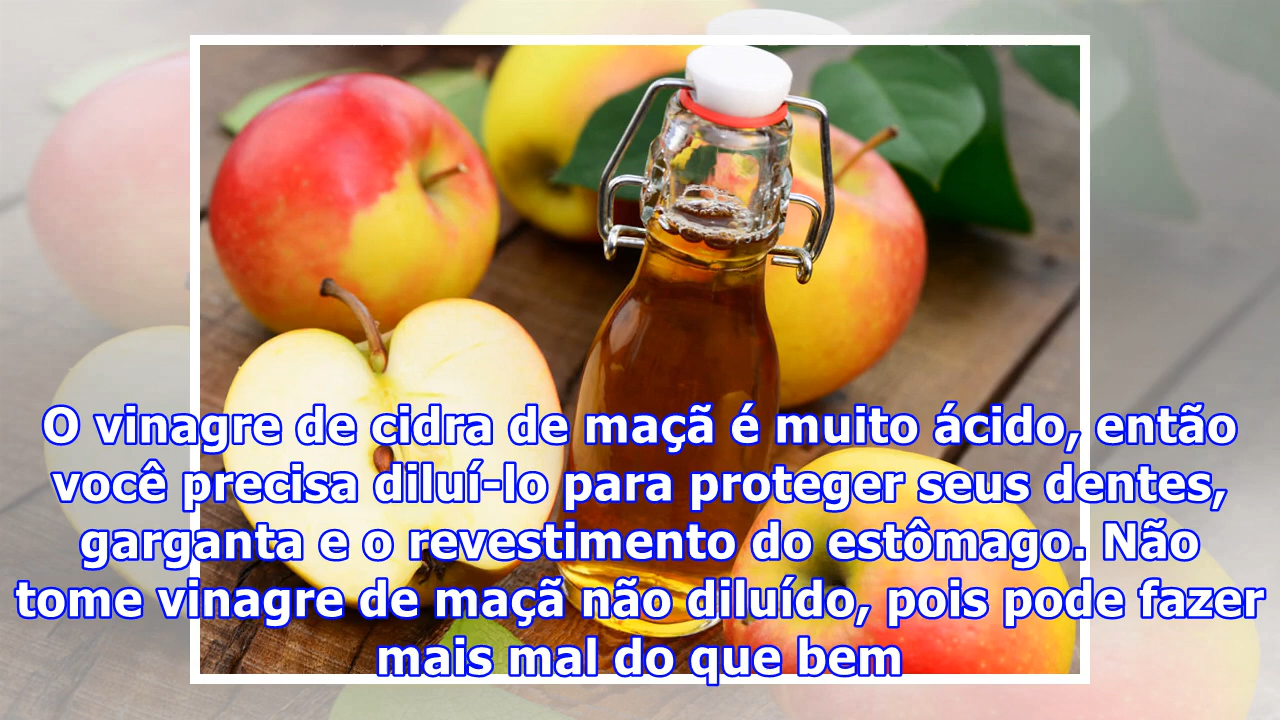 O vinagre de cidra de maçã é muito ácido, então
você precisa diluí-lo para proteger seus dentes,
garganta e o revestimento do estômago. Não
tome vinagre de maçã não diluído, pois pode fazer
mais mal do que bem